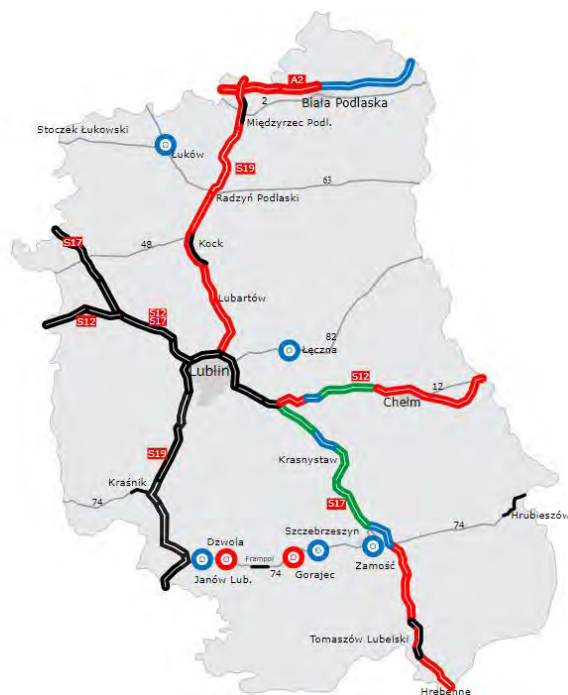 A2
2
Biała Podlaska
Międzyrzec Podl.
Stoczek Łukowski
Łuków
S19
63
Radzyń Podlaski
S17
48
Kock
Lubartów
S12
S12
S17
82
Łęczna
Lublin
S12
12
Chełm
Krasnystaw
S19
Kraśnik
74
S17
Hrubieszów
Szczebrzeszyn
74
Dzwola
Frampol
Zamość
Janów Lub.
74
Gorajec
Tomaszów Lubelski
Hrebenne